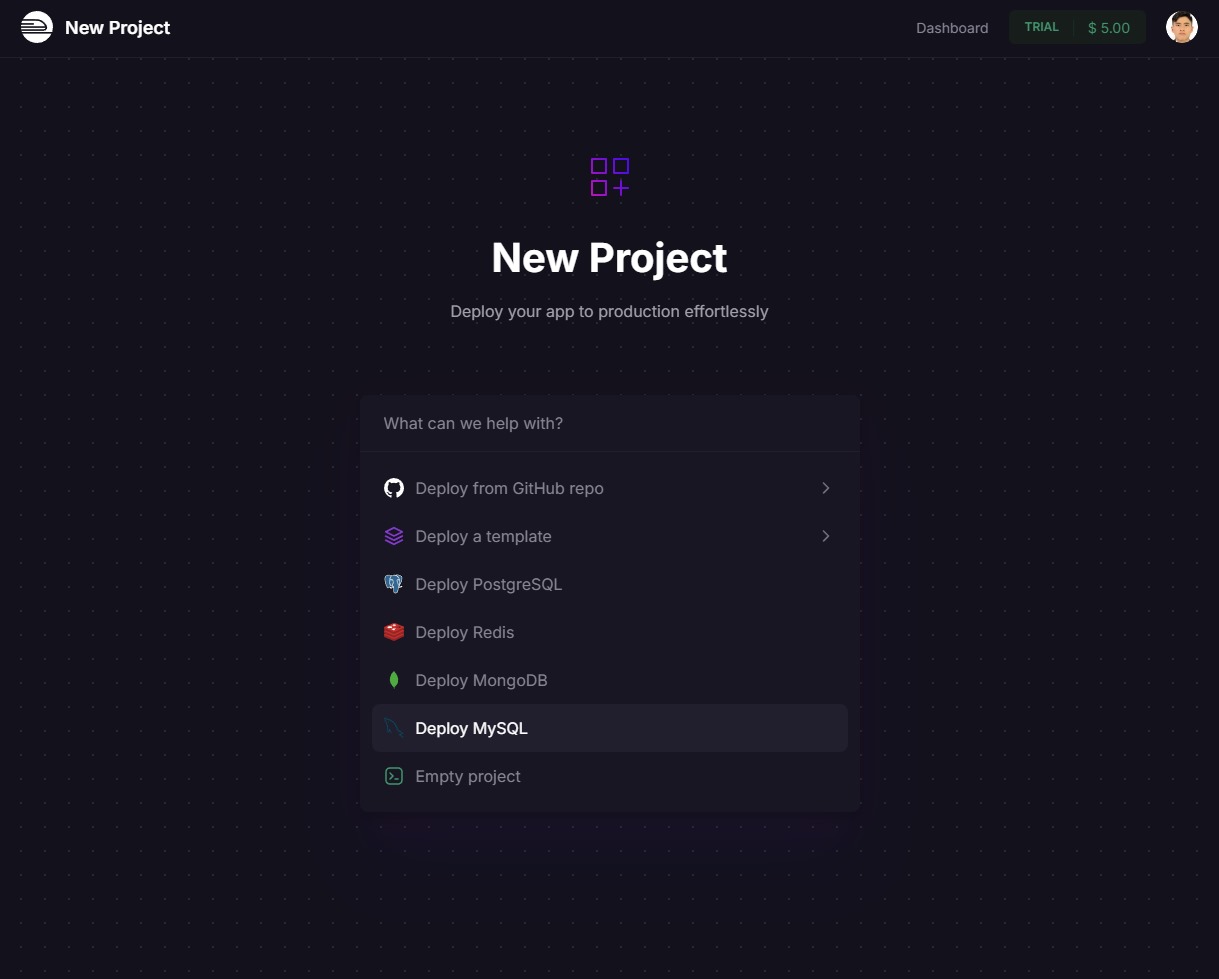 New Project
Dashboard
TRIAL
$ 5.00
New Project
Deploy your app to production effortlessly
What can we help with?
Deploy from GitHub repo
Deploy a template
Deploy PostgreSQL
Deploy Redis
Deploy MongoDB
Deploy MySQL
Empty project